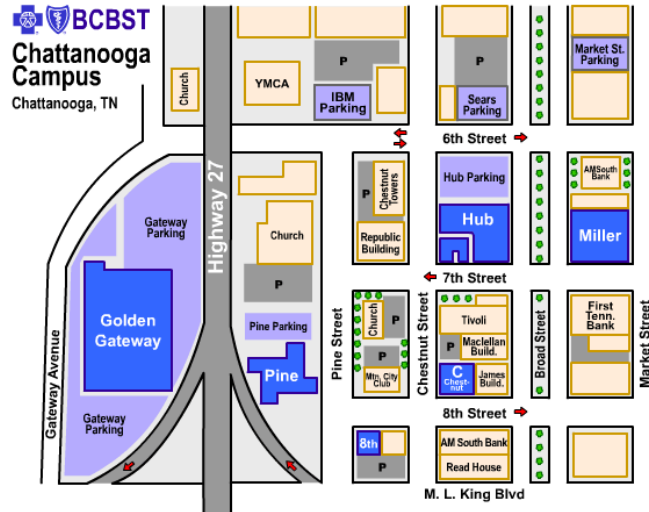 BCBST
Chattanooga
Campus
Chattanooga, TN
Church
YMCA
P
IBM
Parking
P
Sears
Parking
Market St.
Parking
6th Street
Highway 27
Gateway
Parking
Golden
Gateway
Gateway
Parking
Gateway Avenue
Church
P
Pine Parking
Pine
Pine Street
P
Chestnut
Towers
Republic
Building
Hub Parking
Hub
AMSouth
Bank
Miller
7th Street
Church
P
P
Mtn. City
Club
Chestnut Street
Tivoli
P
Maclellan
Build.
C
Chest-
nut
James
Build.
Broad Street
First
Tenn.
Bank
Market Street
8th Street
8th
P
AM South Bank
Read House
M. L. King Blvd